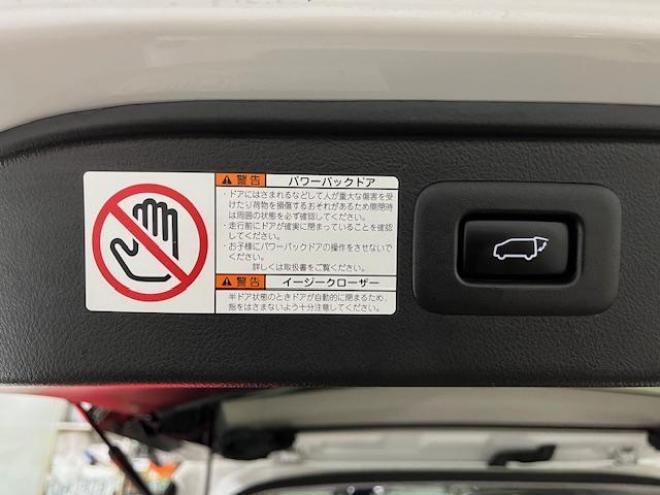 警告 パワーバックドア
・ドアにはさまれるなどして人が重大な傷害を受
けたり荷物を損傷するおそれがあるため開閉時
は周囲の状態を必ず確認してください。
・走行前にドアが確実に閉まっていることを確認
してください。
・お子様にパワーバックドアの操作をさせないで
ください。
詳しくは取扱書をご覧ください。
警告 イージークローザー
半ドア状態のときドアが自動的に閉まるため、
指をはさまないよう十分注意してください。